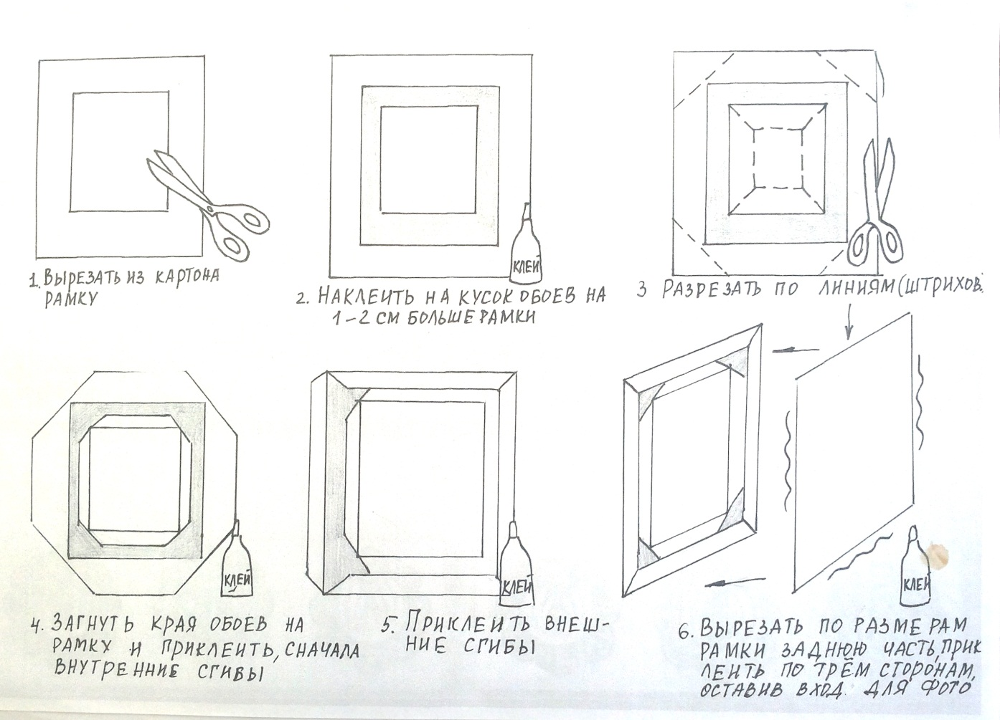 1. ВЫРЕЗАТЬ ИЗ КАРТОНА
РАМКУ
КЛЕЙ
2. НАКЛЕИТЬ НА КУСОК ОБОЕВ НА
1-2 СМ БОЛЬШЕ РАМКИ
3 РАЗРЕЗАТЬ ПО ЛИНИЯМ (ШТРИХОВ.
КЛЕЙ
4. ЗАГНУТЬ КРАЯ ОБОЕВ НА
РАМКУ И ПРИКЛЕИТЬ, СНАЧАЛА
ВНУТРЕННИЕ СГИБЫ
КЛЕЙ
5. ПРИКЛЕИТЬ ВНЕШ-
НИЕ СГИБЫ
КЛЕЙ
6. ВЫРЕЗАТЬ ПО РАЗМЕРАМ
РАМКИ ЗАДНЮЮ ЧАСТЬ, ПРИК
ЛЕИТЬ ПО ТРЁМ СТОРОНАМ,
ОСТАВИВ ВХОД ДЛЯ ФОТО